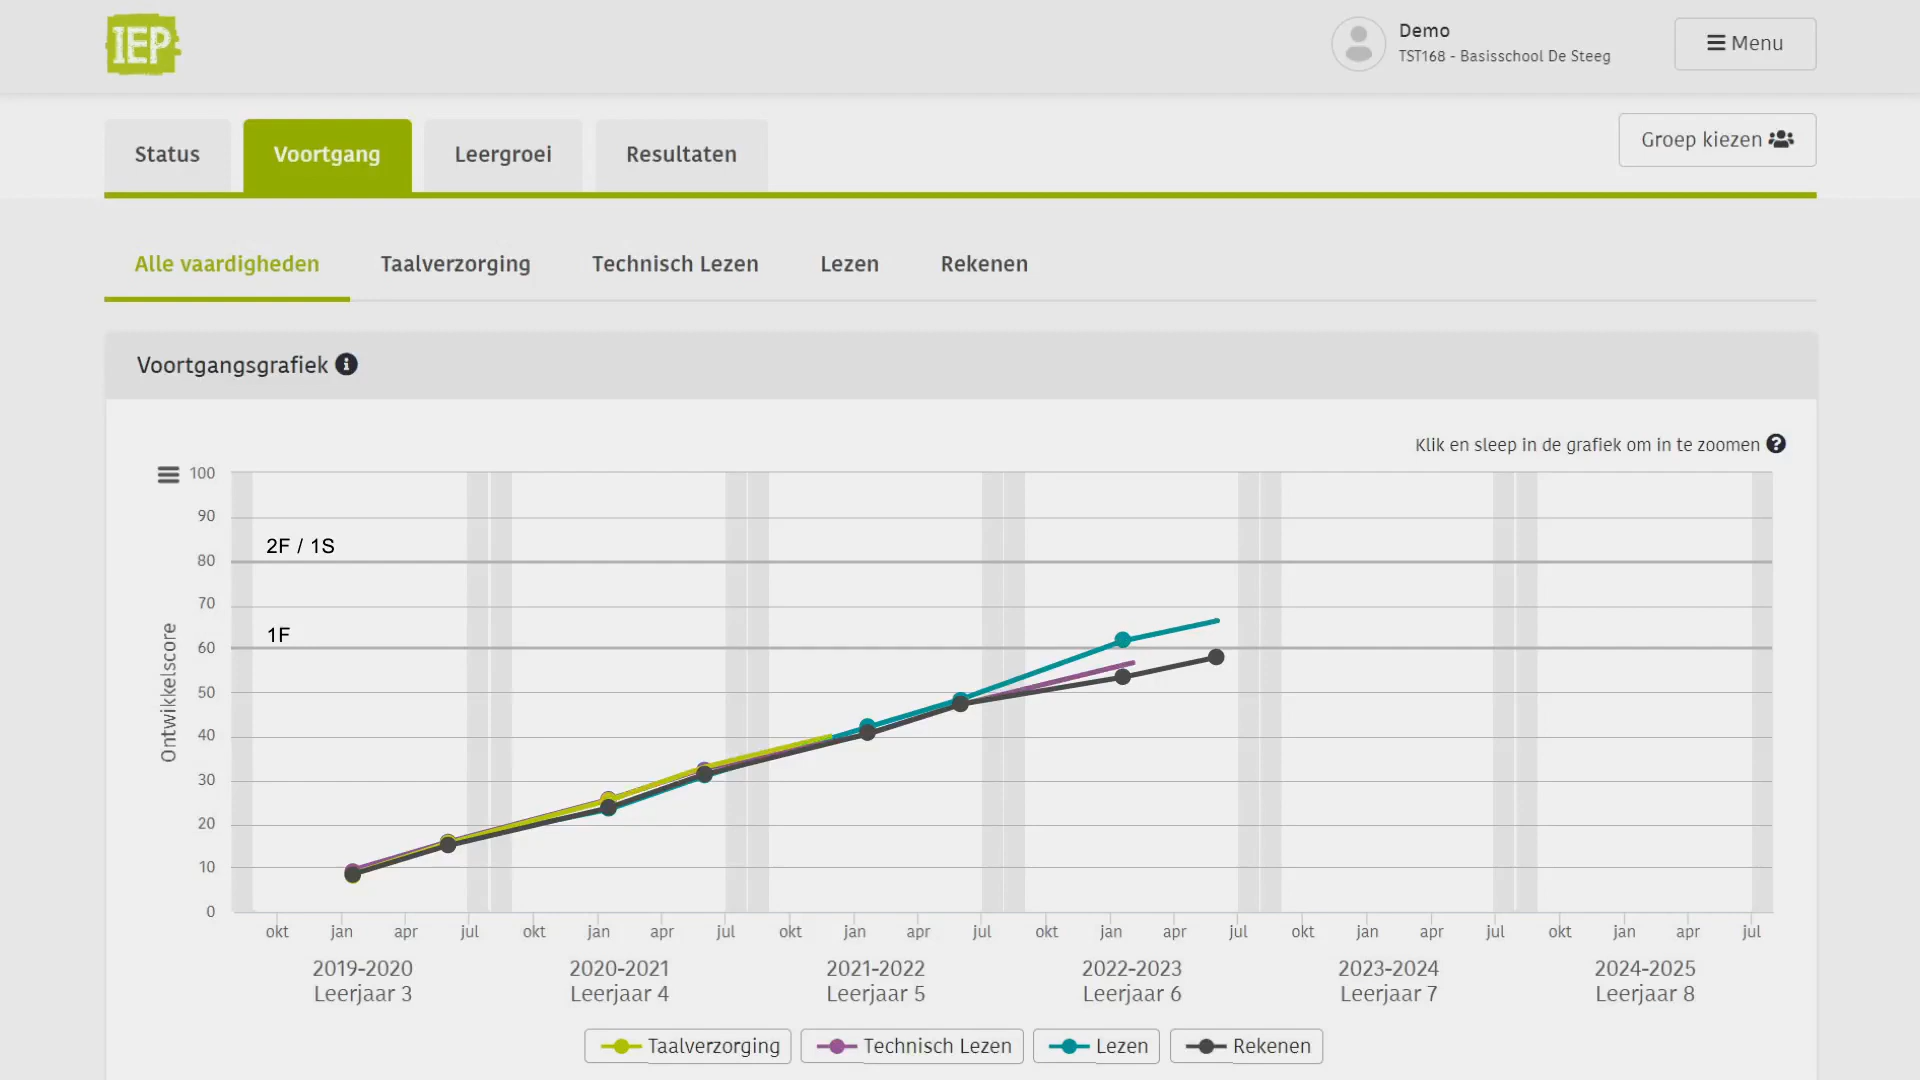 IEP
Demo
TST168 - Basisschool De Steeg
Menu
Status
Voortgang
Leergroei
Resultaten
Groep kiezen
Alle vaardigheden
Taalverzorging
Technisch Lezen
Lezen
Rekenen
Voortgangsgrafiek
Klik en sleep in de grafiek om in te zoomen
100
90
2F / 1S
80
70
1F
60
50
40
30
20
10
0
Ontwikkelscore
okt jan apr jul okt jan apr jul okt jan apr jul okt jan apr jul okt jan apr jul okt jan apr jul
2019-2020 2020-2021 2021-2022 2022-2023 2023-2024 2024-2025
Leerjaar 3 Leerjaar 4 Leerjaar 5 Leerjaar 6 Leerjaar 7 Leerjaar 8
Taalverzorging Technisch Lezen Lezen Rekenen